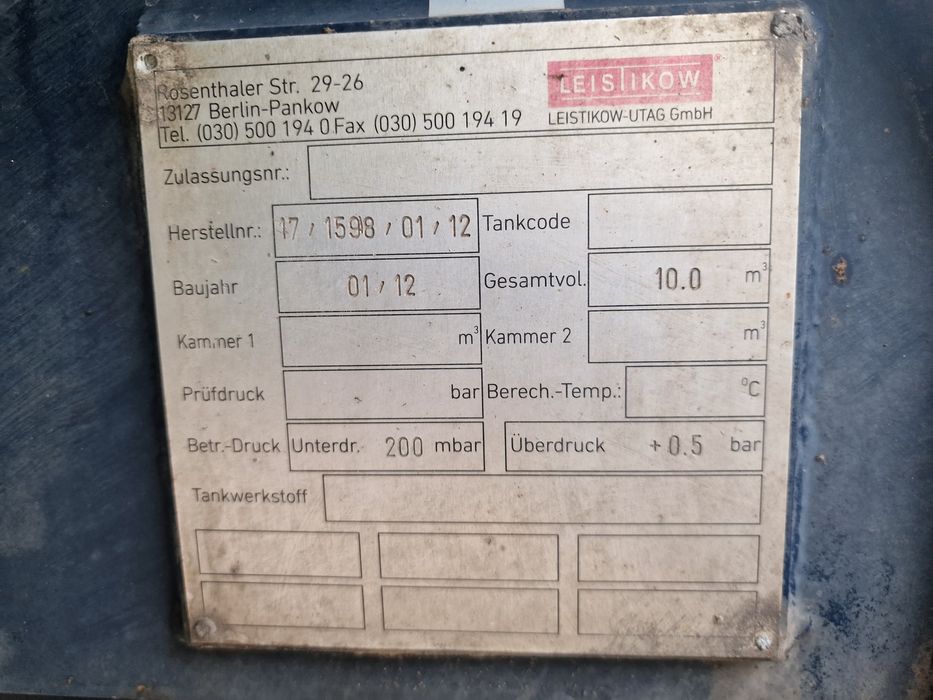 Rosenthaler Str. 29-26
13127 Berlin-Pankow
Tel. (030) 500 194 0 Fax (030) 500 194 19
LEISTIKOW®
LEISTIKOW-UTAG GmbH
Zulassungsnr.:
Herstellnr.: 17/1598/01/12 Tankcode
Baujahr 01/12 Gesamtvol. 10.0 m³
Kammer 1 m³ Kammer 2 m³
Prüfdruck bar Berech.-Temp.: °C
Betr.-Druck Unterdr. 200 mbar Überdruck +0.5 bar
Tankwerkstoff